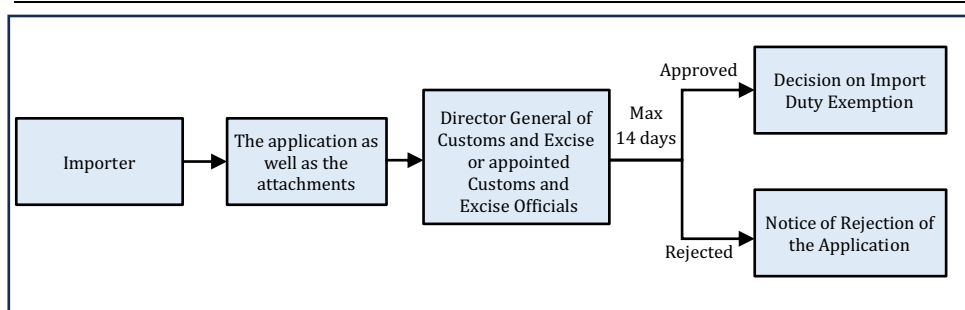 Importer
The application as
well as the
attachments
Director General of
Customs and Excise
or appointed
Customs and
Excise Officials
Max
14 days
Approved
Decision on Import
Duty Exemption
Rejected
Notice of Rejection of
the Application